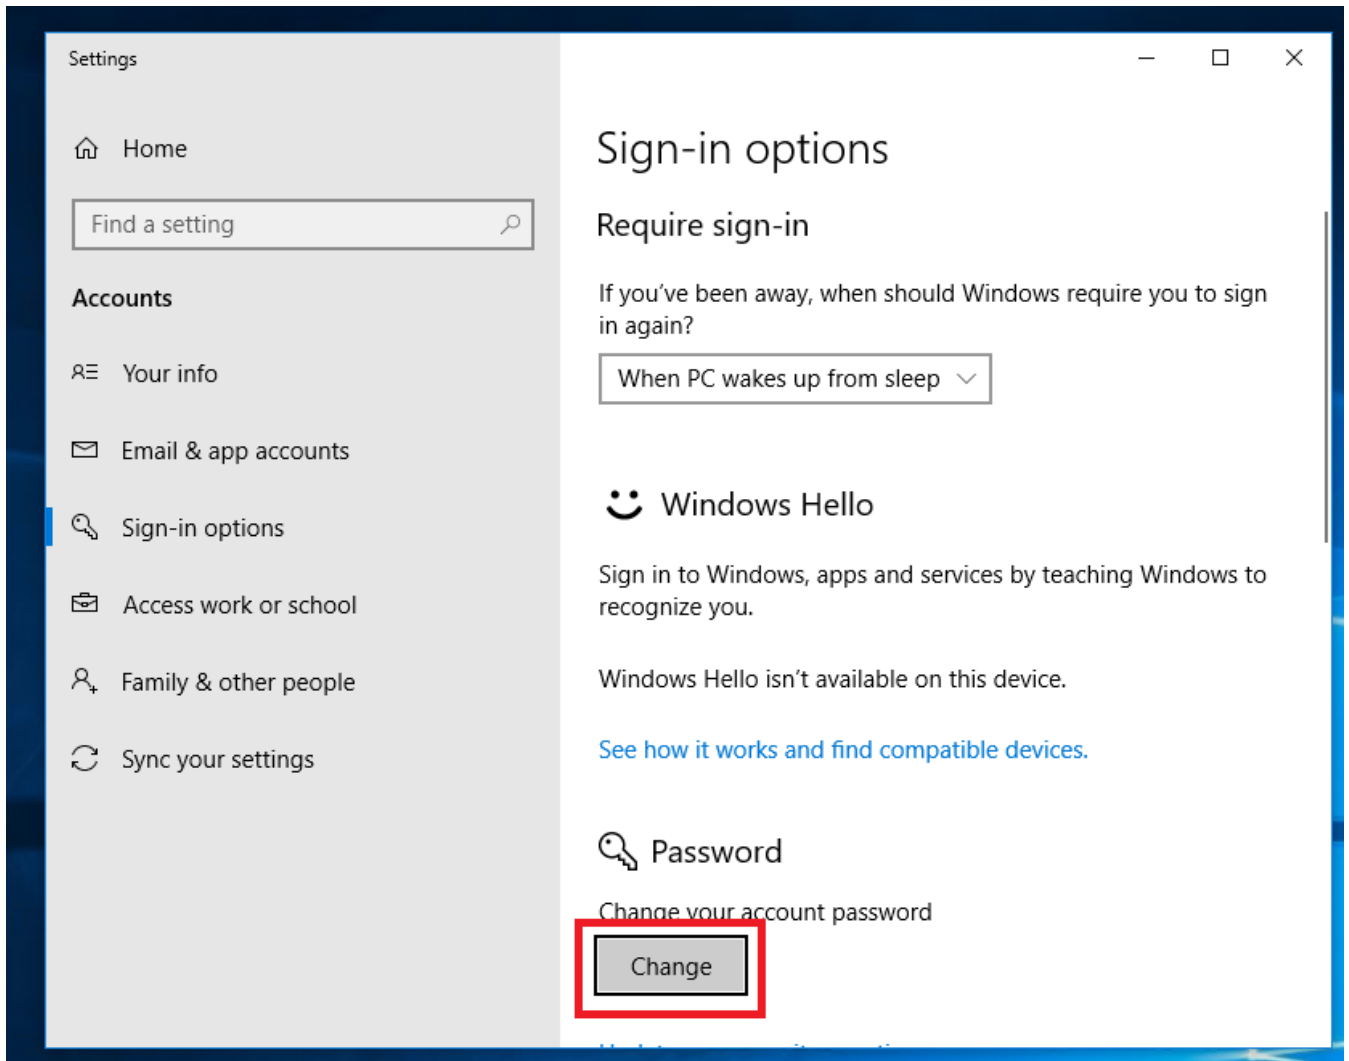 Settings
Home
Find a setting
Accounts
Your info
Email & app accounts
Sign-in options
Access work or school
Family & other people
Sync your settings
Sign-in options
Require sign-in
If you've been away, when should Windows require you to sign
in again?
When PC wakes up from sleep
Windows Hello
Sign in to Windows, apps and services by teaching Windows to
recognize you.
Windows Hello isn't available on this device.
See how it works and find compatible devices.
Password
Change your account password
Change